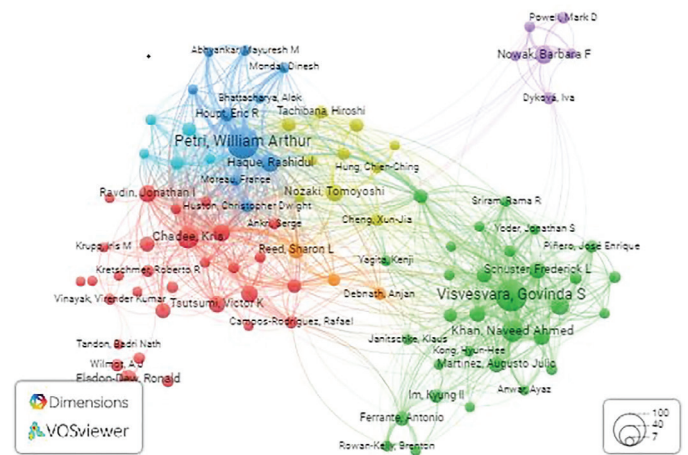 Powell, Mark D
Abhyankar, Mayuresh M
Nowak, Barbara F
Mondal, Dinesh
Bhattacharya, Alok
Dyková, Iva
Houpt, Eric R
Tachibana, Hiroshi
Petri, William Arthur
Haque, Rashidul
Hung, Chien-Ching
Moreau, France
Ravdin, Jonathan I
Nozaki, Tomoyoshi
Huston, Christopher Dwight
Sriram, Rama R
Ankri, Serge
Cheng, Xun-Jia
Yoder, Jonathan S
Chadee, Kris
Krupp, Iris M
Reed, Sharon L
Piñero, José Enrique
Yagita, Kenji
Kretschmer, Roberto R
Schuster, Frederick L
Vinayak, Virender Kumar
Tsutsumi, Victor K
Debnath, Anjan
Visvesvara, Govinda S
Campos-Rodríguez, Rafael
Khan, Naveed Ahmed
Janitschke, Klaus
Tandon, Badri Nath
Kong, Hyun-Hee
Wilmot, AJ
Martínez, Augusto Julio
Elsdon-Dew, Ronald
Anwar, Ayaz
Im, Kyung Il
Ferrante, Antonio
Rowan-Kelly, Brenton
Dimensions
VOSviewer
100
40
7